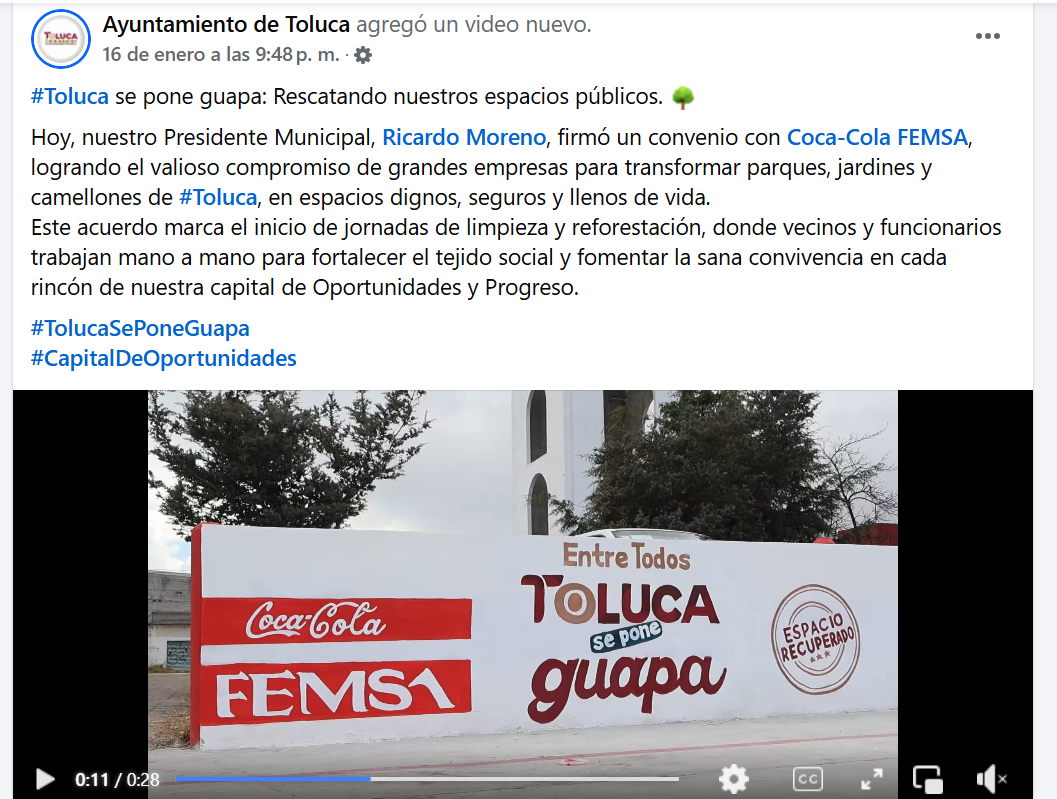 TOLUCA
Ayuntamiento de Toluca agregó un video nuevo.
16 de enero a las 9:48 p. m. ·
#Toluca se pone guapa: Rescatando nuestros espacios públicos.
Hoy, nuestro Presidente Municipal, Ricardo Moreno, firmó un convenio con Coca-Cola FEMSA,
logrando el valioso compromiso de grandes empresas para transformar parques, jardines y
camellones de #Toluca, en espacios dignos, seguros y llenos de vida.
Este acuerdo marca el inicio de jornadas de limpieza y reforestación, donde vecinos y funcionarios
trabajan mano a mano para fortalecer el tejido social y fomentar la sana convivencia en cada
rincón de nuestra capital de Oportunidades y Progreso.
#TolucaSePoneGuapa
#CapitalDeOportunidades
Coca-Cola
FEMSA
Entre Todos
TOLUCA
se pone
guapa
ESPACIO
RECUPERADO
0:11 / 0:28
CC